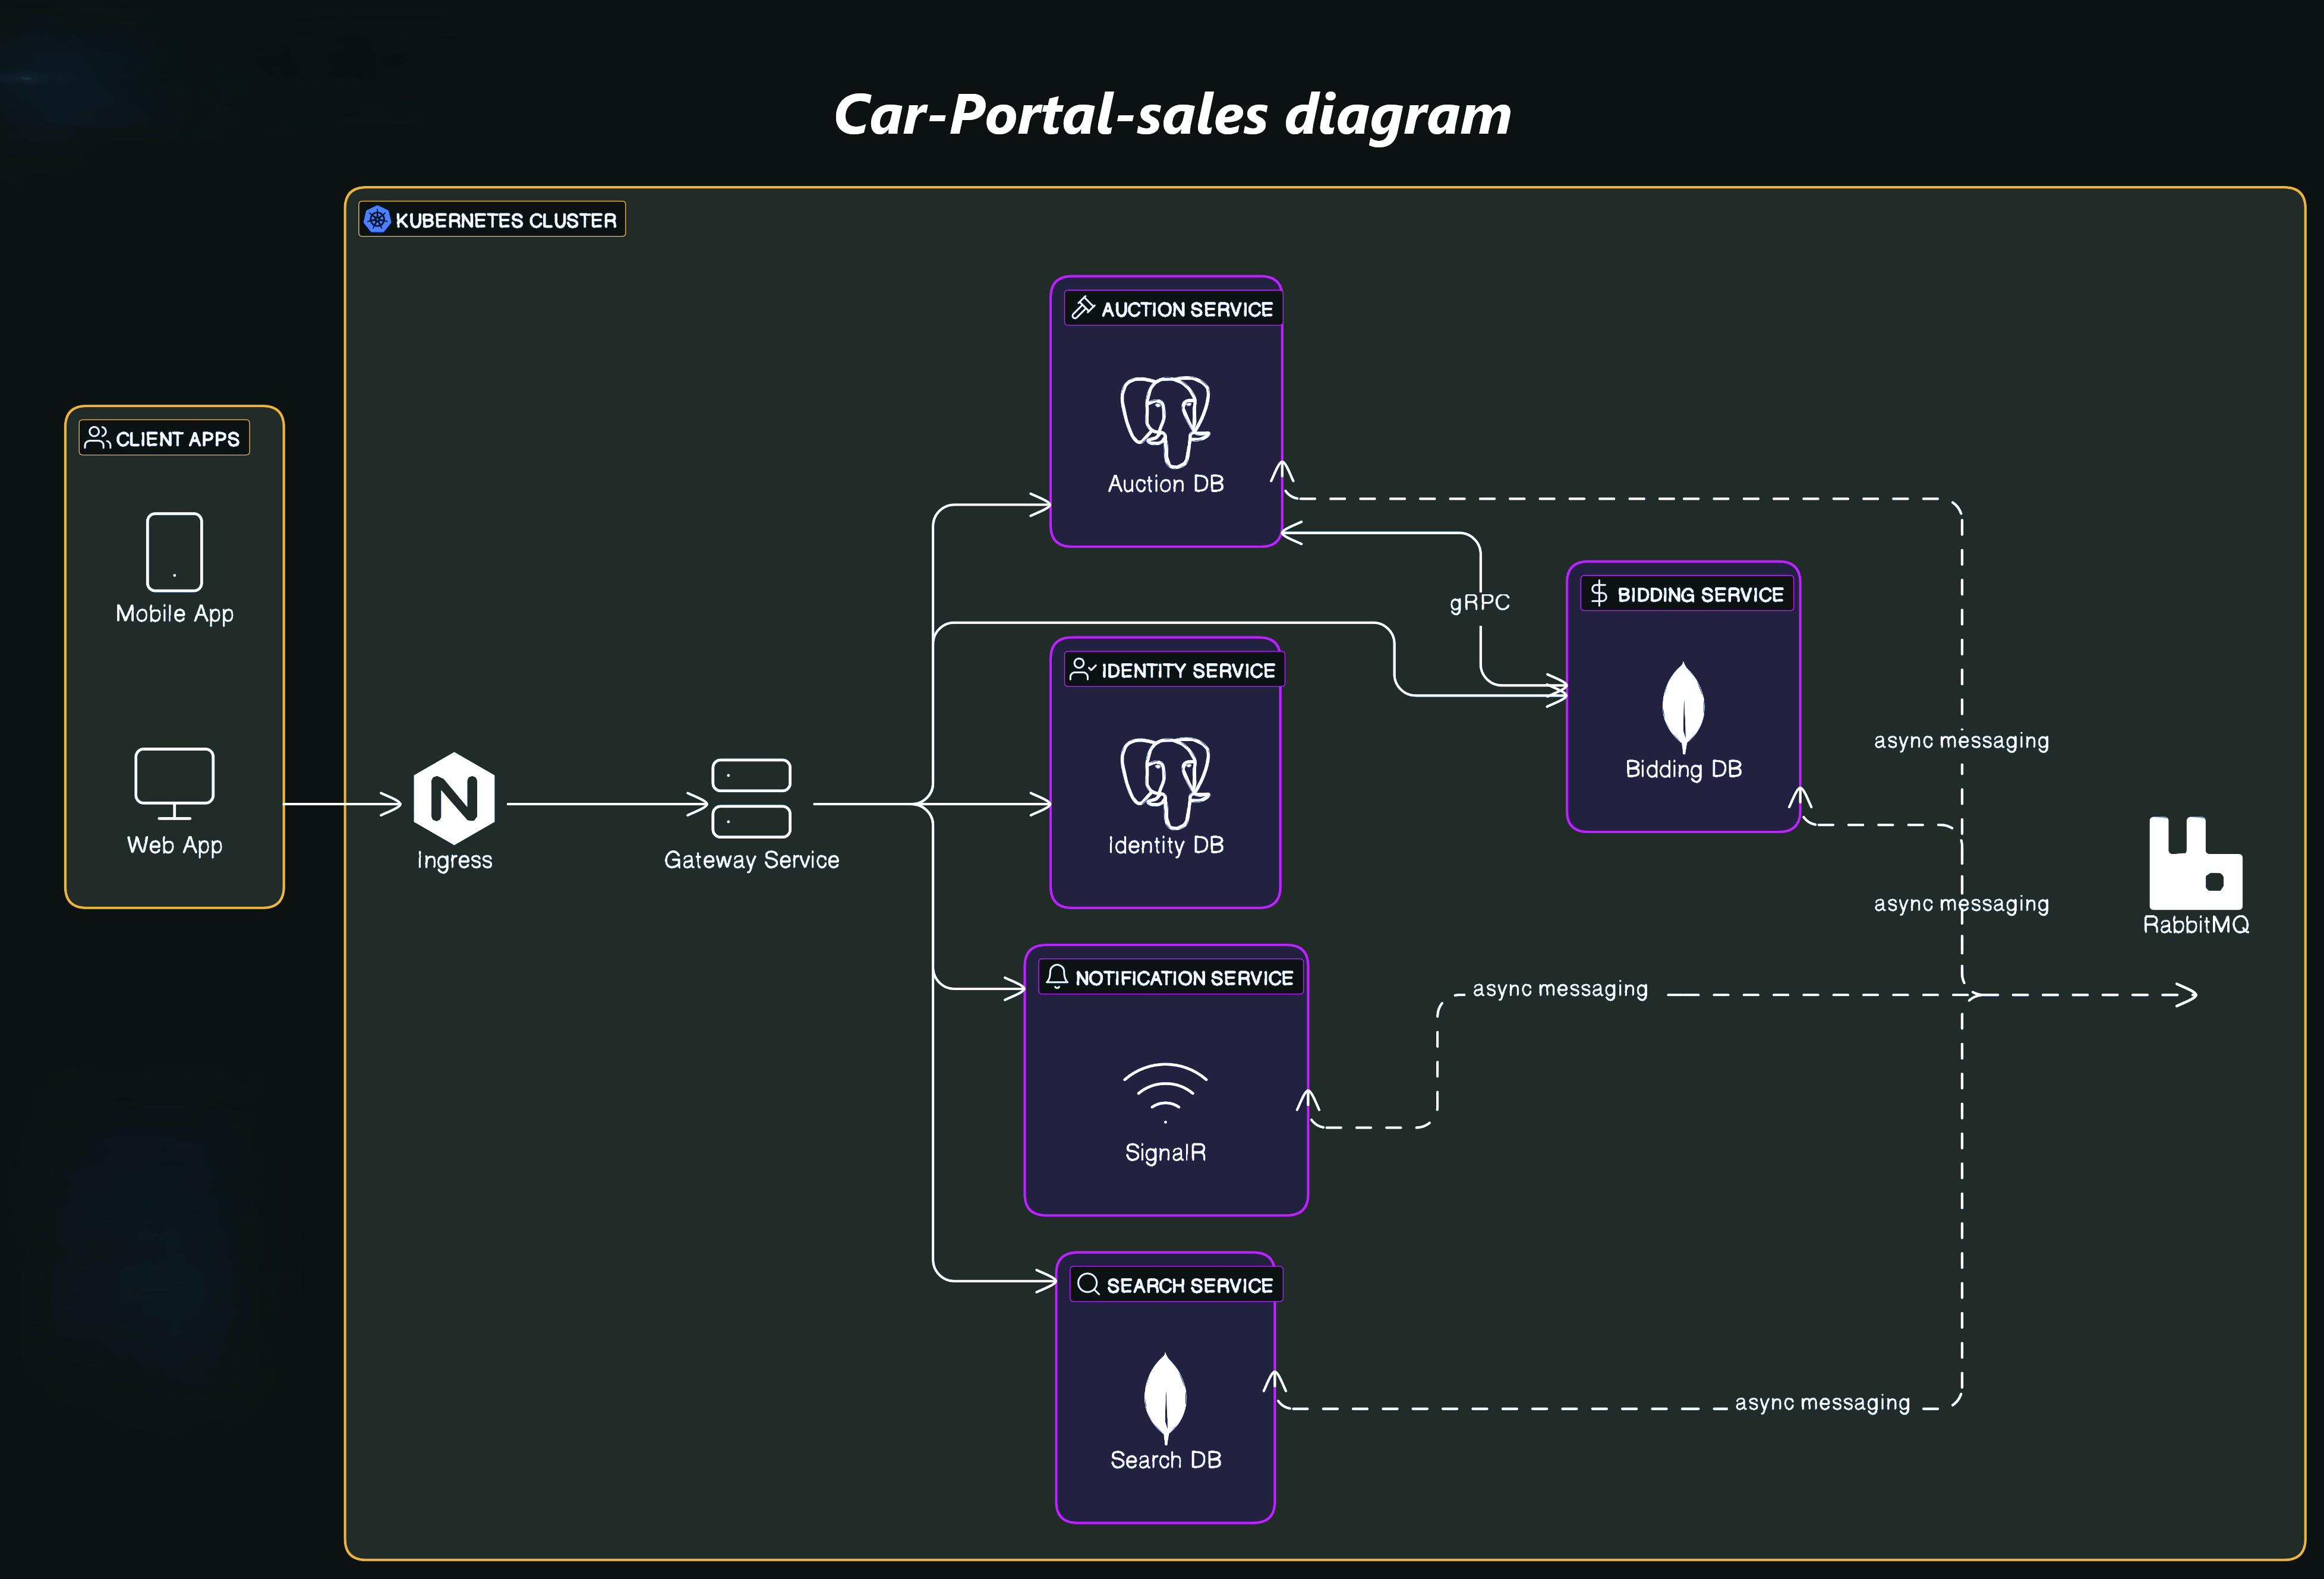 Car-Portal-sales diagram
KUBERNETES CLUSTER
AUCTION SERVICE
Auction DB
CLIENT APPS
Mobile App
Web App
gRPC
BIDDING SERVICE
Bidding DB
IDENTITY SERVICE
Identity DB
Ingress
Gateway Service
async messaging
async messaging
RabbitMQ
NOTIFICATION SERVICE
SignalR
async messaging
SEARCH SERVICE
Search DB
async messaging